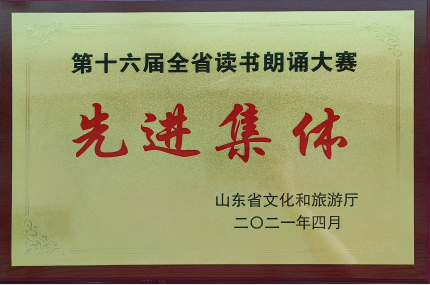 第十六届全省读书朗诵大赛
先进集体
山东省文化和旅游厅
二〇二一年四月